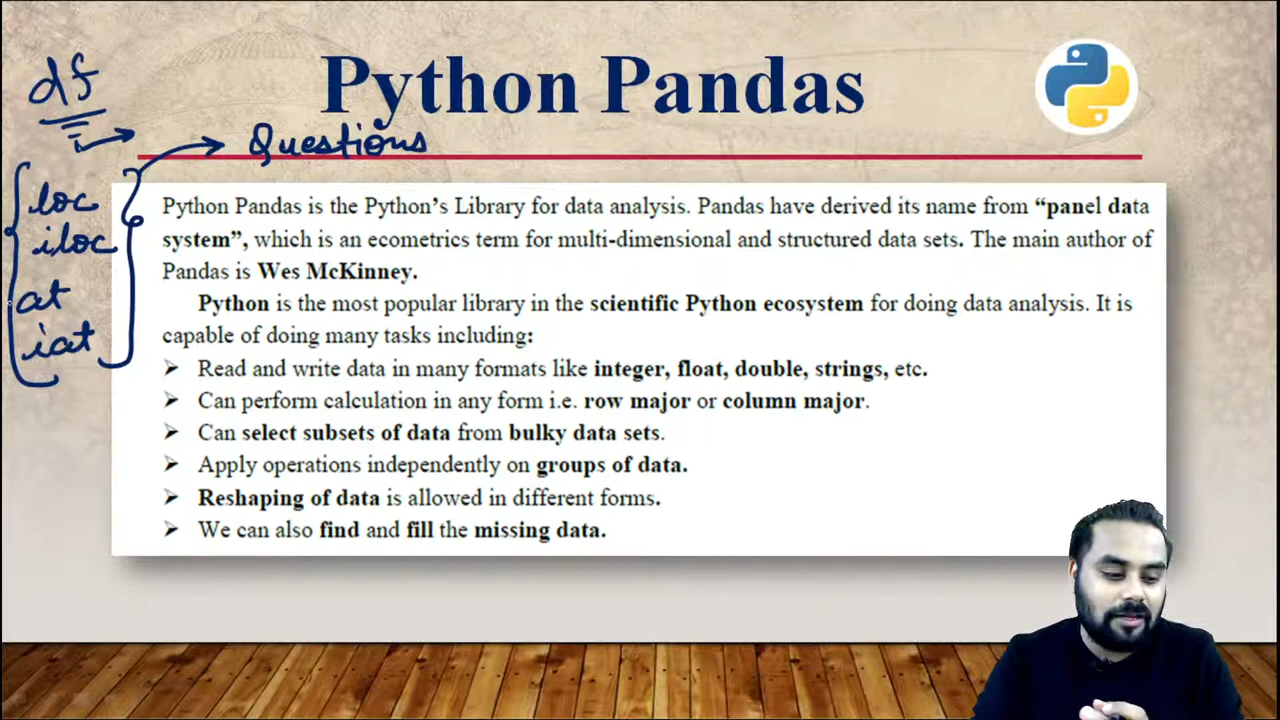 Python Pandas
df
Questions
loc
iloc
at
iat
Python Pandas is the Python's Library for data analysis. Pandas have derived its name from “panel data
system”, which is an ecometrics term for multi-dimensional and structured data sets. The main author of
Pandas is Wes McKinney.
Python is the most popular library in the scientific Python ecosystem for doing data analysis. It is
capable of doing many tasks including:
➤ Read and write data in many formats like integer, float, double, strings, etc.
➤ Can perform calculation in any form i.e. row major or column major.
➤ Can select subsets of data from bulky data sets.
➤ Apply operations independently on groups of data.
➤ Reshaping of data is allowed in different forms.
➤ We can also find and fill the missing data.